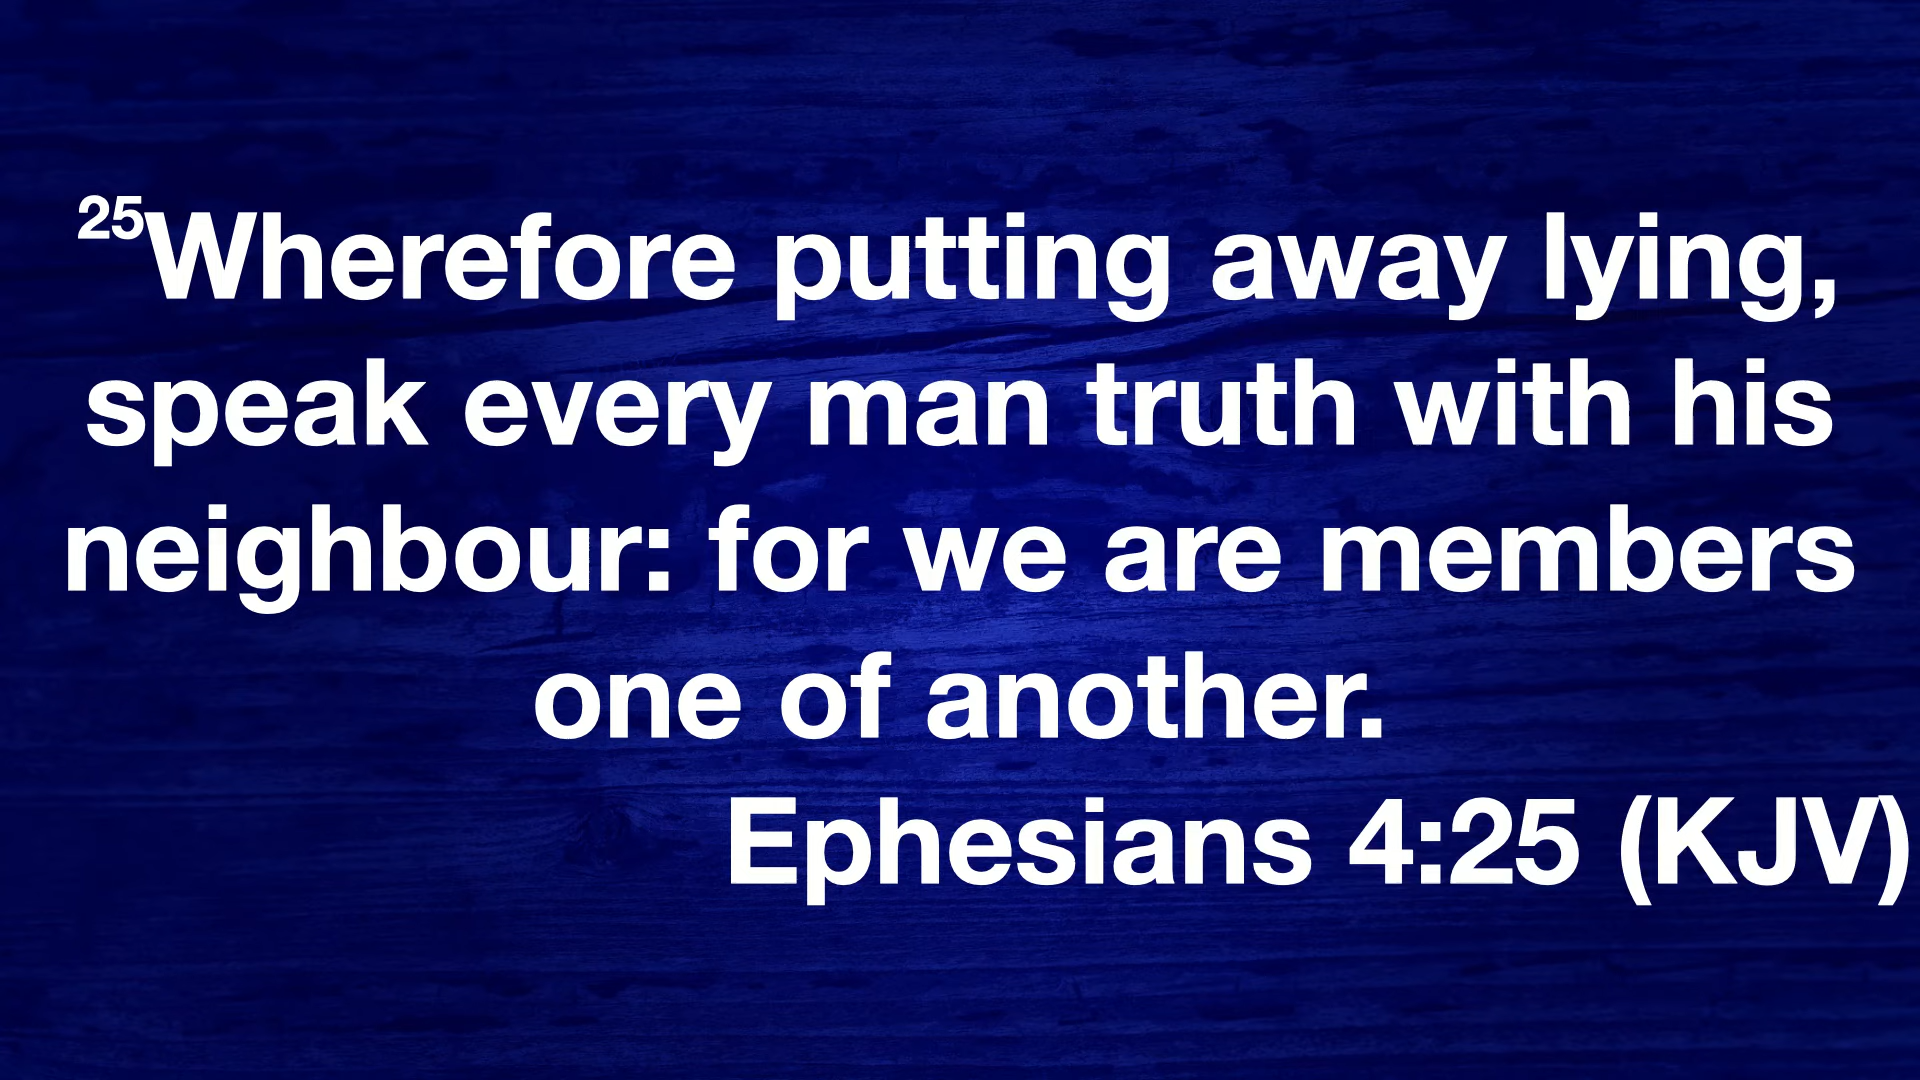 25Wherefore putting away lying,
speak every man truth with his
neighbour: for we are members
one of another.
Ephesians 4:25 (KJV)